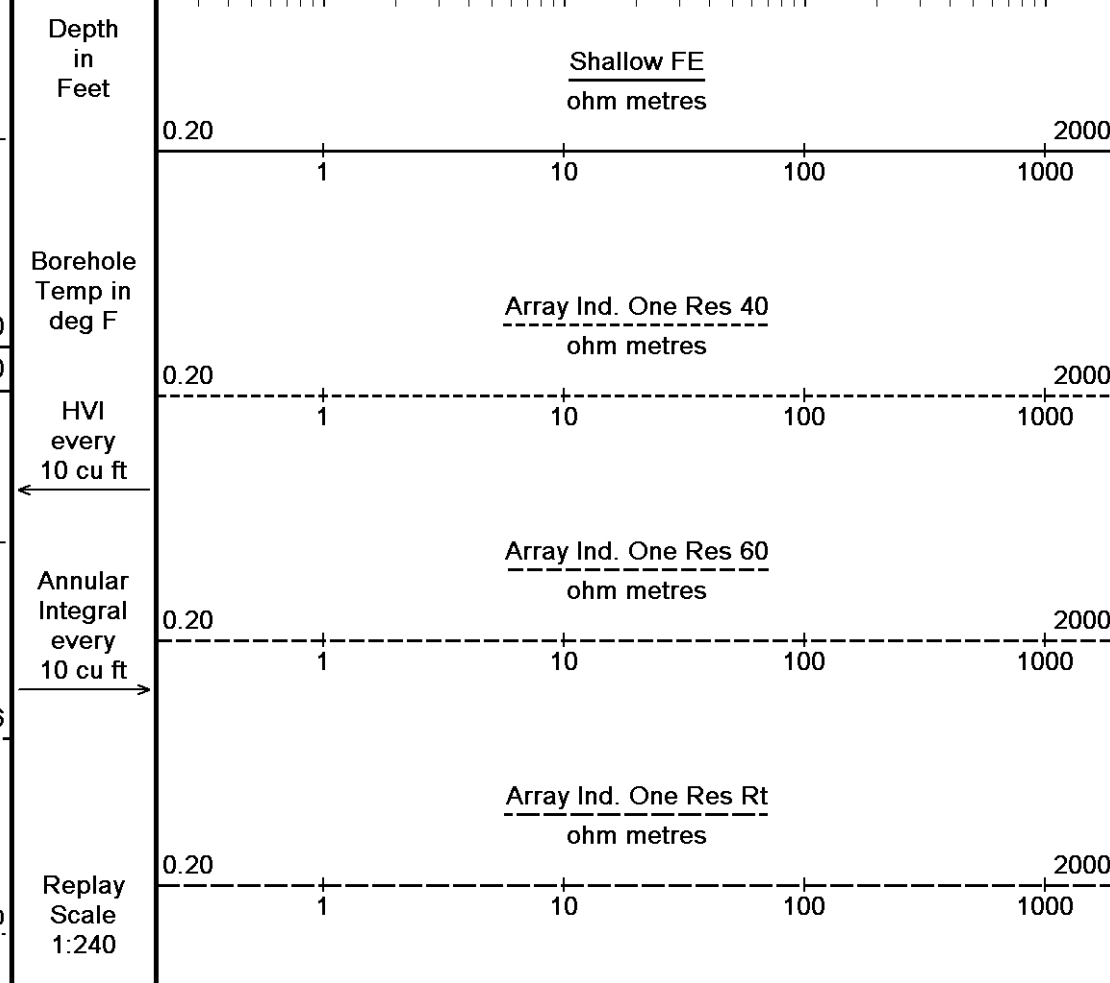 Depth
in
Feet
Shallow FE
ohm metres
0.20 2000
1 10 100 1000
Borehole
Temp in
deg F
Array Ind. One Res 40
ohm metres
0.20 2000
1 10 100 1000
HVI
every
10 cu ft
Array Ind. One Res 60
ohm metres
0.20 2000
1 10 100 1000
Annular
Integral
every
10 cu ft
Array Ind. One Res Rt
ohm metres
0.20 2000
1 10 100 1000
Replay
Scale
1:240